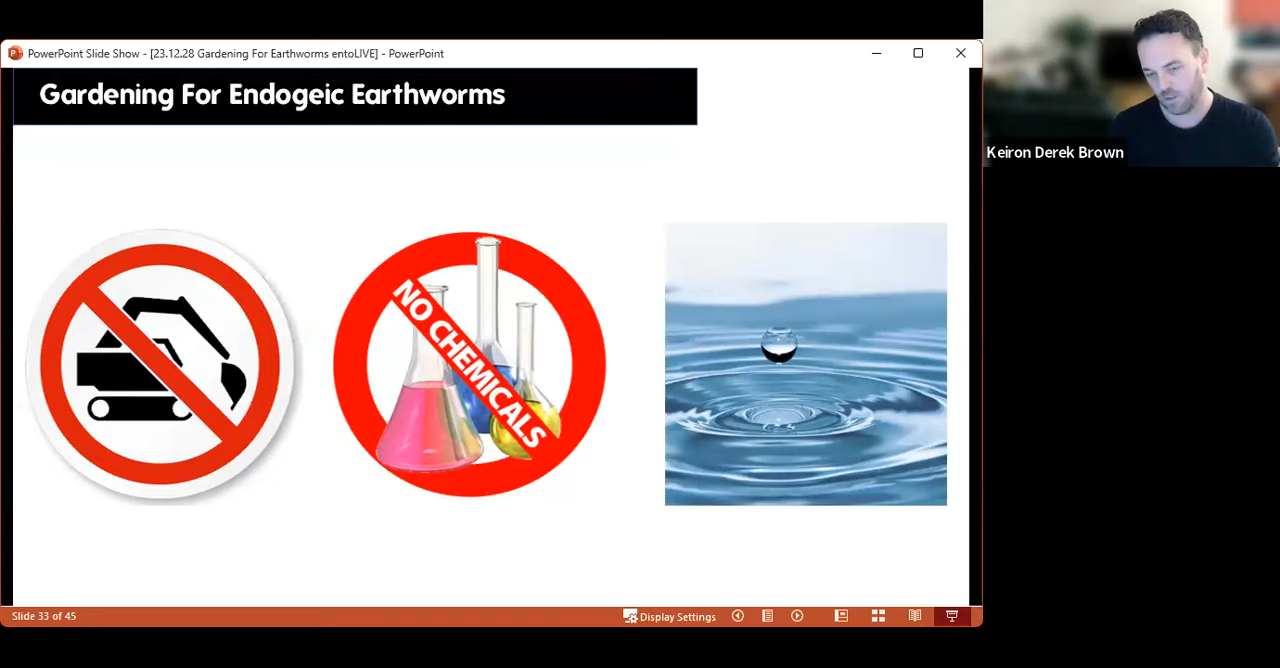 PowerPoint Slide Show - [23.12.28 Gardening For Earthworms entoLIVE] - PowerPoint
Gardening For Endogeic Earthworms
Keiron Derek Brown
NO CHEMICALS
Slide 33 of 45
Display Settings